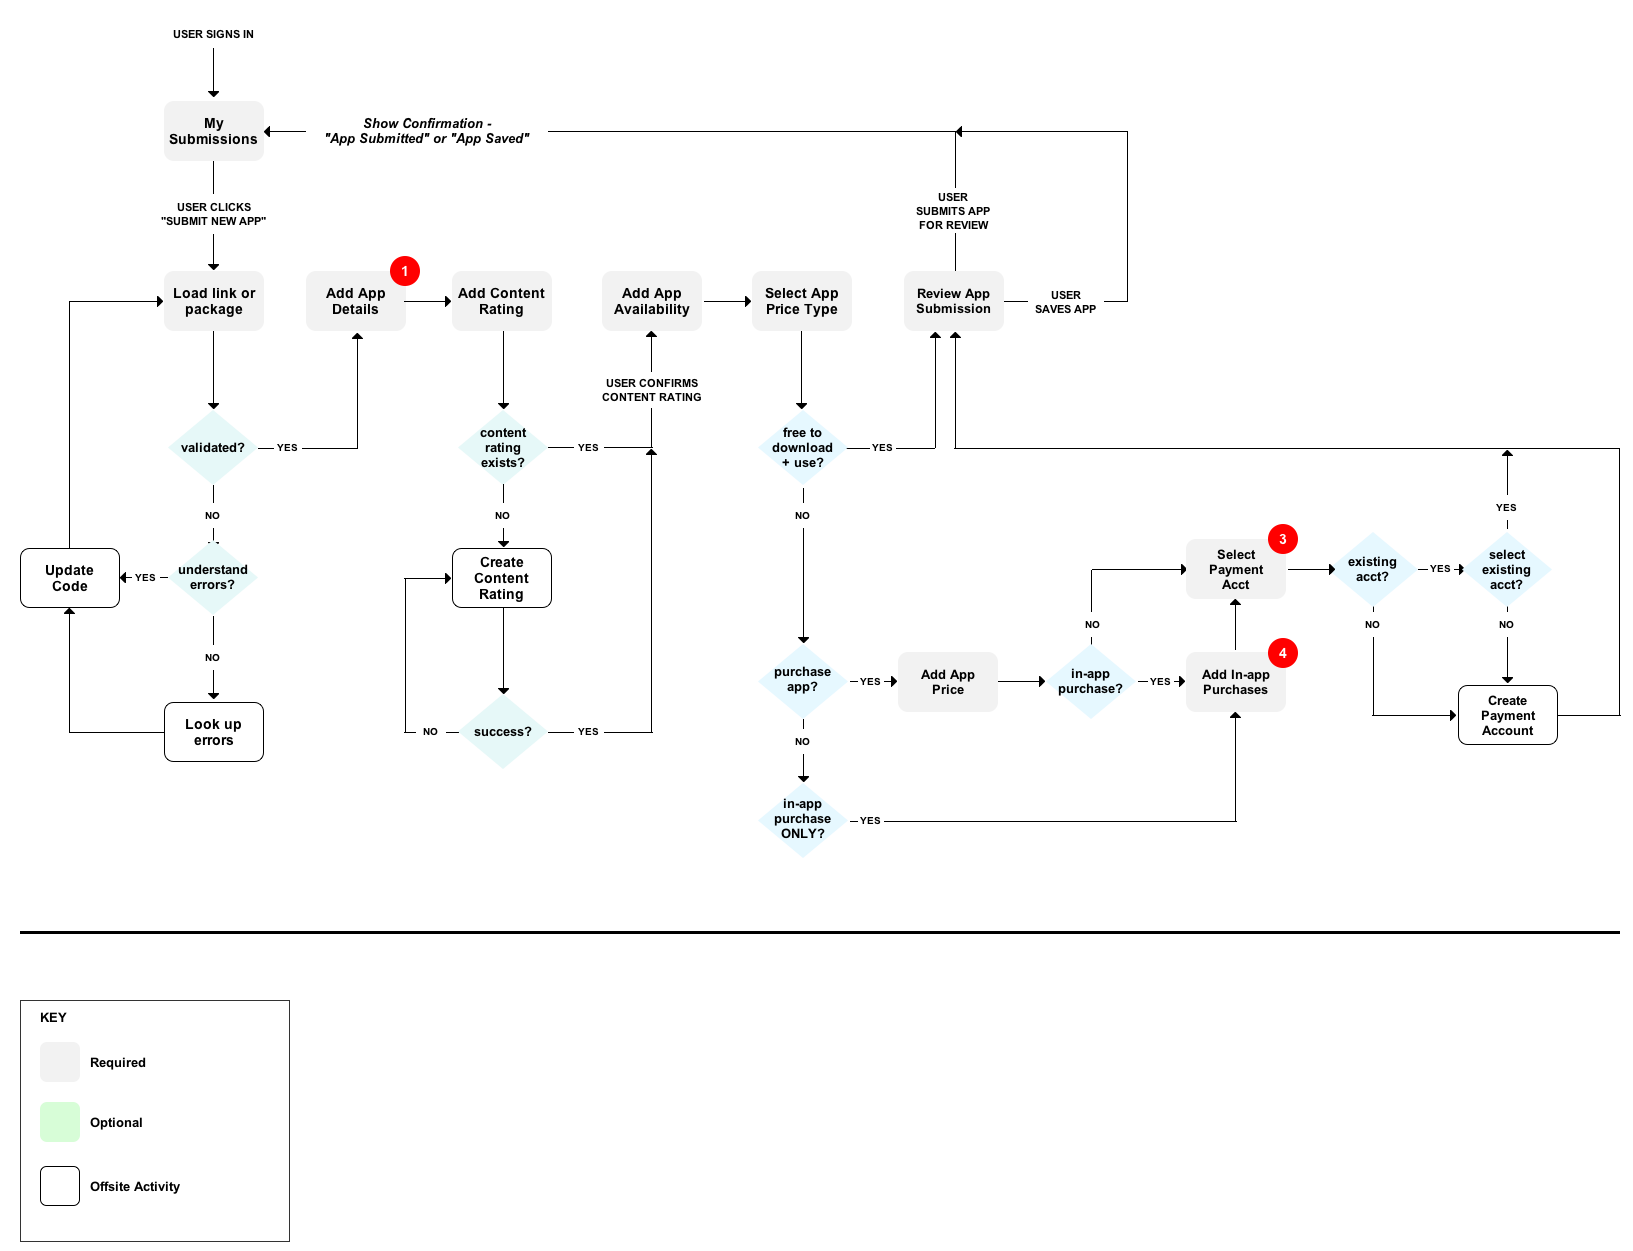 USER SIGNS IN
My
Submissions
Show Confirmation -
"App Submitted" or "App Saved"
USER CLICKS
"SUBMIT NEW APP"
USER
SUBMITS APP
FOR REVIEW
Load link or
package
Add App
Details
1
Add Content
Rating
Add App
Availability
Select App
Price Type
Review App
Submission
USER
SAVES APP
USER CONFIRMS
CONTENT RATING
validated?
YES
content
rating
exists?
YES
free to
download
+ use?
YES
NO
NO
NO
YES
Update
Code
YES
understand
errors?
Create
Content
Rating
Select
Payment
Acct
3
existing
acct?
YES
select
existing
acct?
NO
NO
NO
NO
Look up
errors
NO
success?
YES
purchase
app?
YES
Add App
Price
in-app
purchase?
YES
Add In-app
Purchases
4
Create
Payment
Account
NO
in-app
purchase
ONLY?
YES
KEY
Required
Optional
Offsite Activity